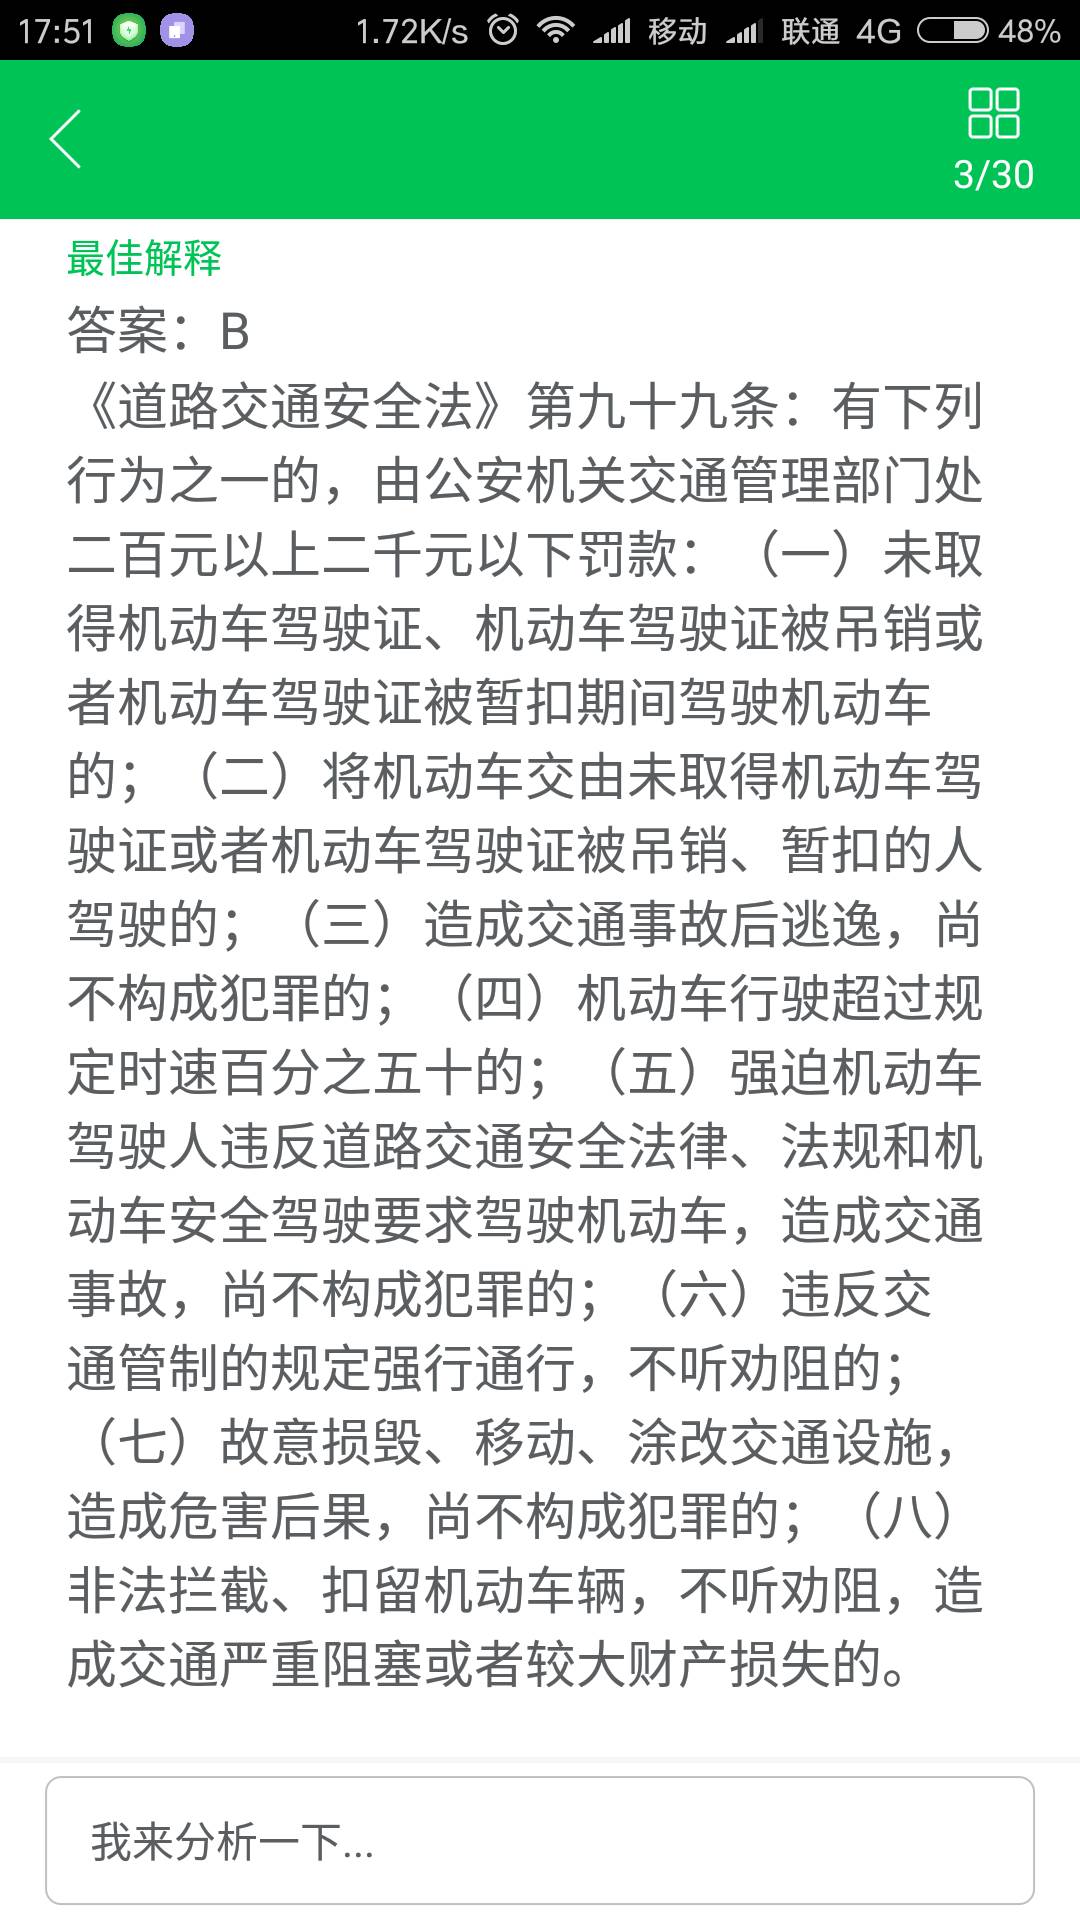 17:51 1.72K/s 移动 联通 4G 48%
3/30
最佳解释
答案：B
《道路交通安全法》第九十九条：有下列
行为之一的，由公安机关交通管理部门处
二百元以上二千元以下罚款：（一）未取
得机动车驾驶证、机动车驾驶证被吊销或
者机动车驾驶证被暂扣期间驾驶机动车
的；（二）将机动车交由未取得机动车驾
驶证或者机动车驾驶证被吊销、暂扣的人
驾驶的；（三）造成交通事故后逃逸，尚
不构成犯罪的；（四）机动车行驶超过规
定时速百分之五十的；（五）强迫机动车
驾驶人违反道路交通安全法律、法规和机
动车安全驾驶要求驾驶机动车，造成交通
事故，尚不构成犯罪的；（六）违反交
通管制的规定强行通行，不听劝阻的；
（七）故意损毁、移动、涂改交通设施，
造成危害后果，尚不构成犯罪的；（八）
非法拦截、扣留机动车辆，不听劝阻，造
成交通严重阻塞或者较大财产损失的。
我来分析一下...